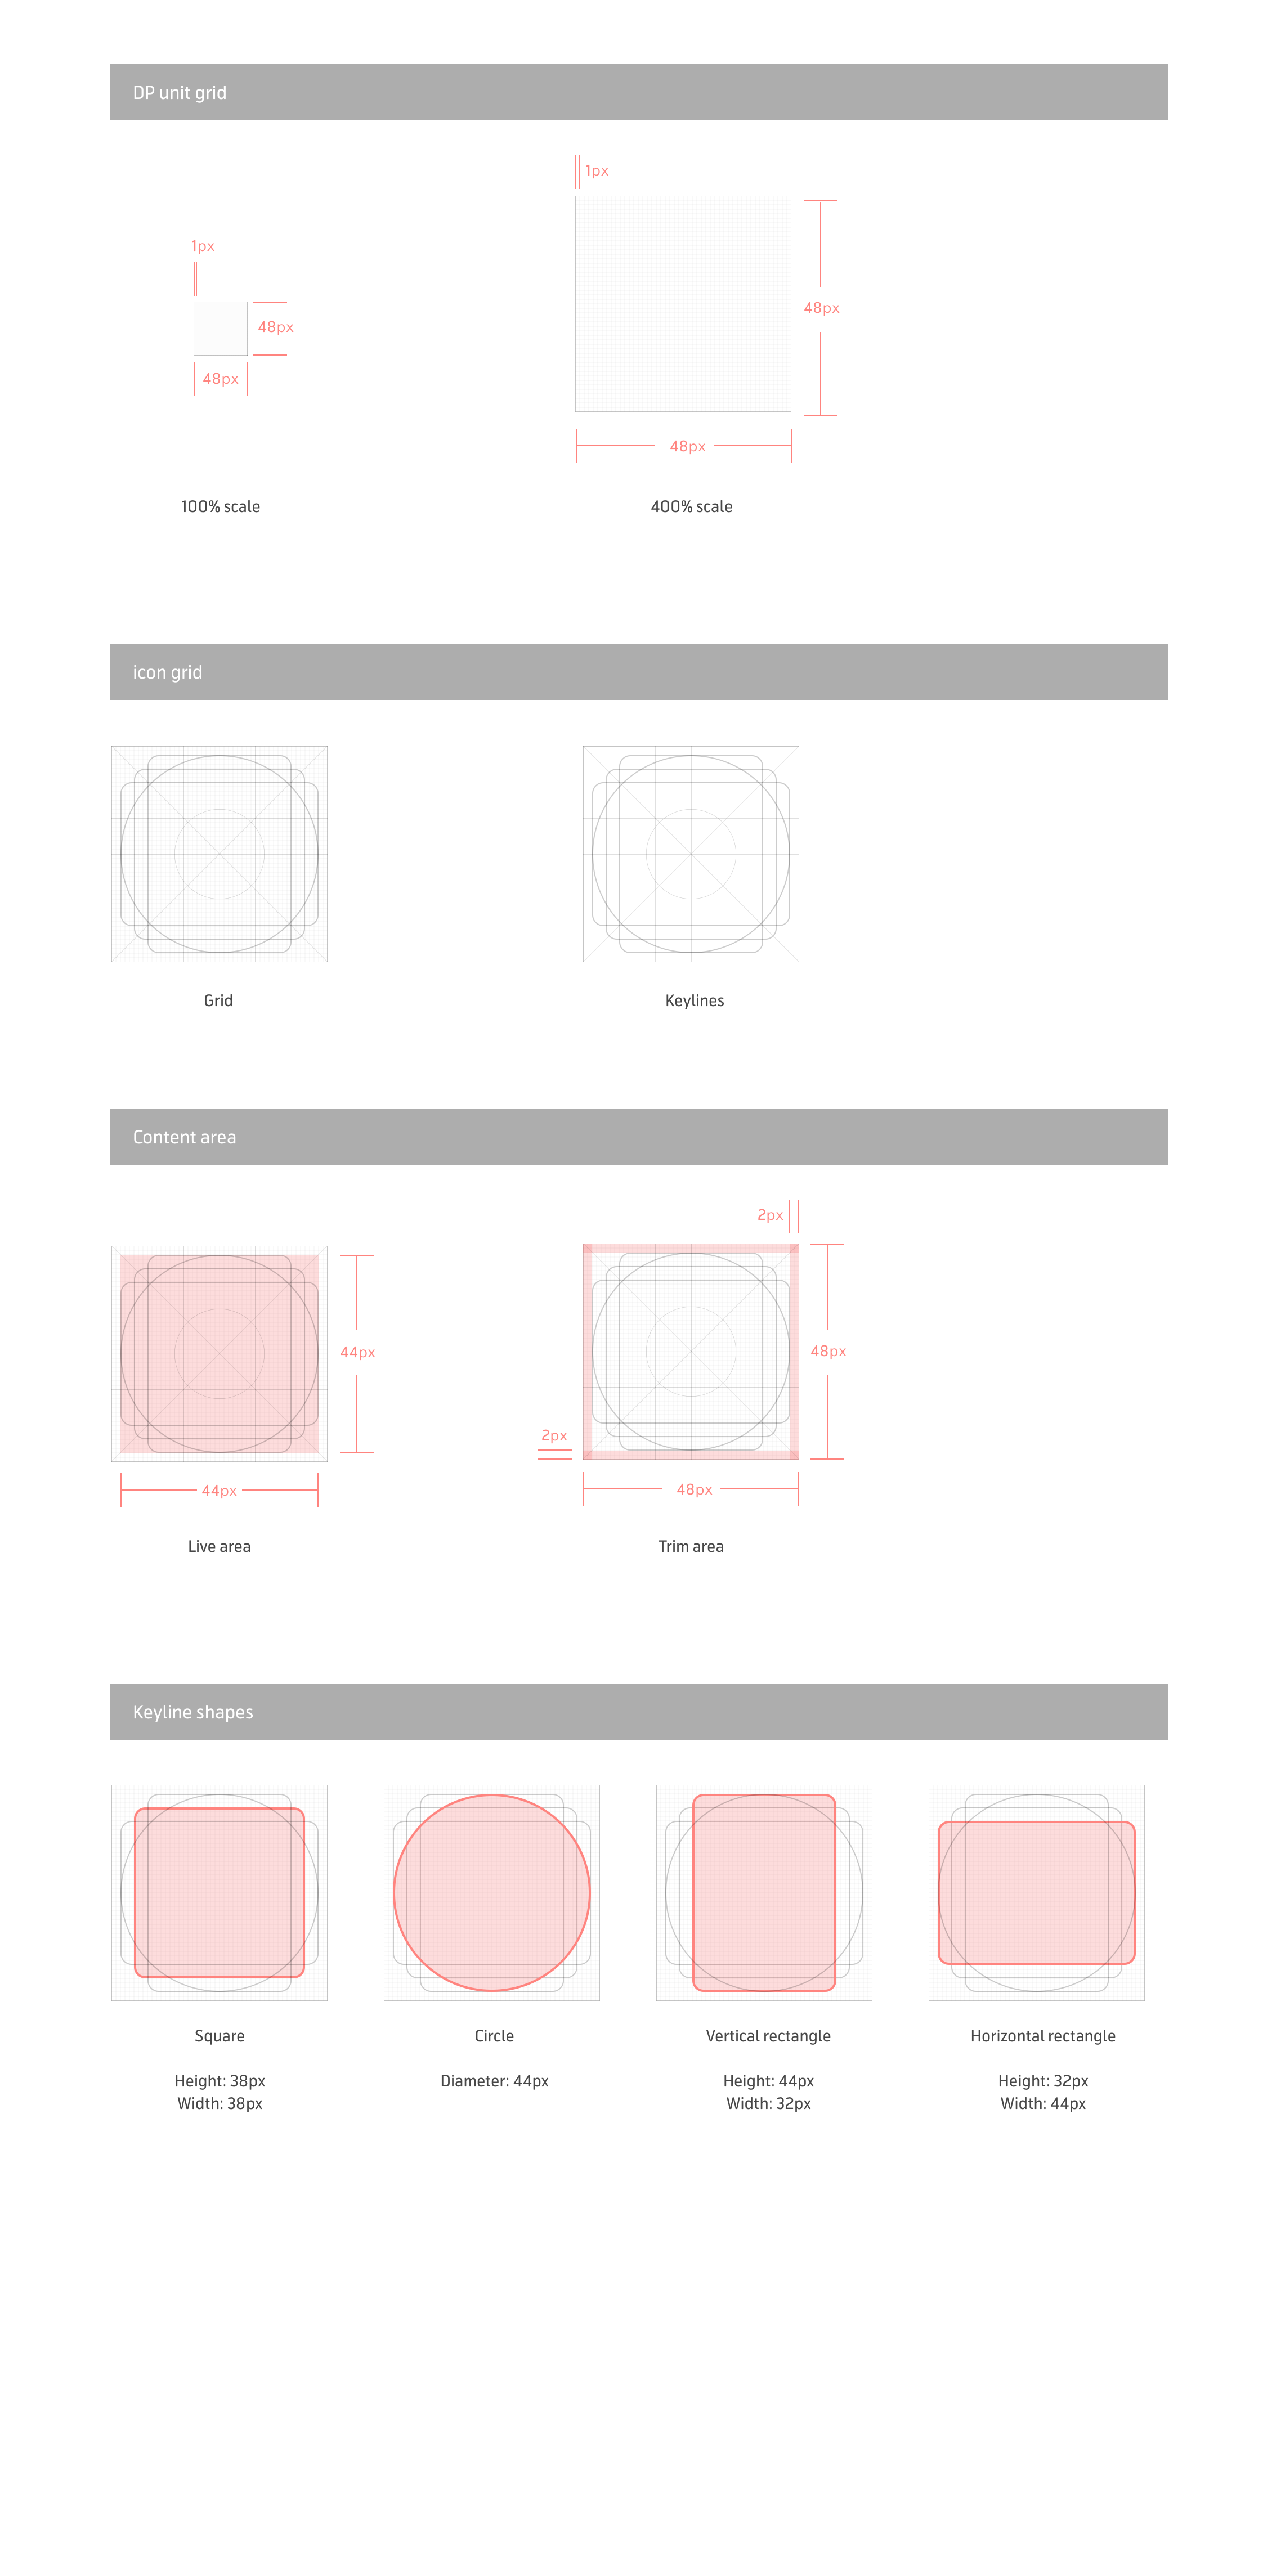 DP unit grid
1px
1px
48px
48px
48px
48px
100% scale
400% scale
icon grid
Grid
Keylines
Content area
2px
44px
48px
2px
44px
48px
Live area
Trim area
Keyline shapes
Square
Circle
Vertical rectangle
Horizontal rectangle
Height: 38px
Width: 38px
Diameter: 44px
Height: 44px
Width: 32px
Height: 32px
Width: 44px